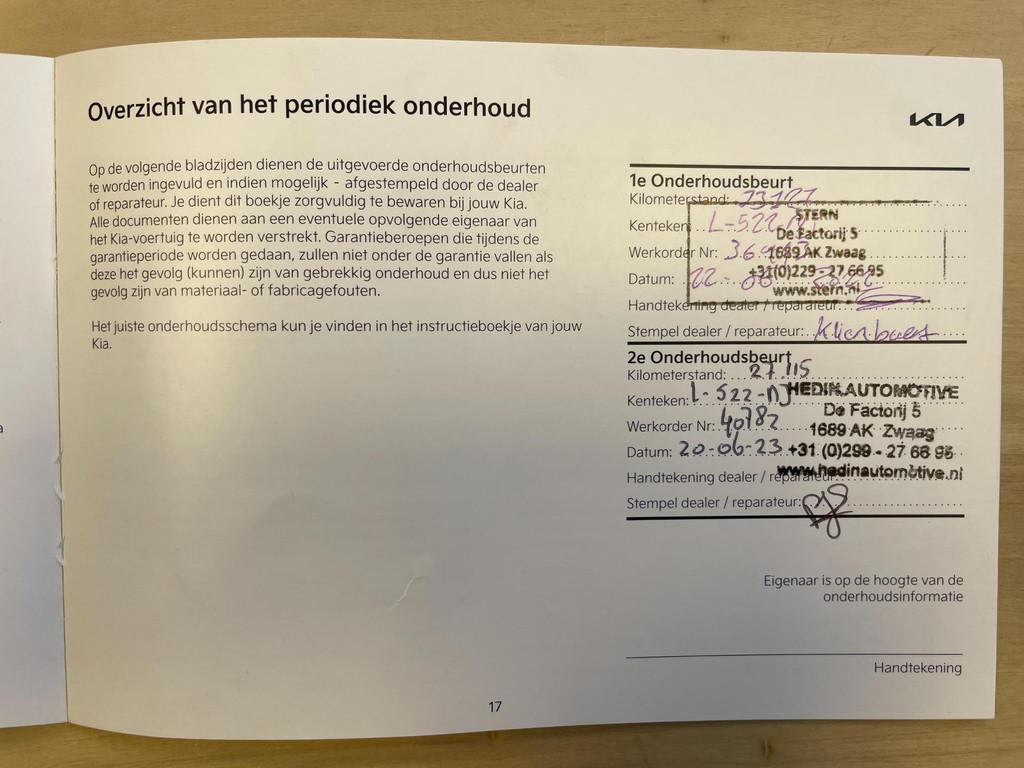 Overzicht van het periodiek onderhoud
KIA
Op de volgende bladzijden dienen de uitgevoerde onderhoudsbeurten
te worden ingevuld en indien mogelijk - afgestempeld door de dealer
of reparateur. Je dient dit boekje zorgvuldig te bewaren bij jouw Kia.
Alle documenten dienen aan een eventuele opvolgende eigenaar van
het Kia-voertuig te worden verstrekt. Garantieberoepen die tijdens de
garantieperiode worden gedaan, zullen niet onder de garantie vallen als
deze het gevolg (kunnen) zijn van gebrekkig onderhoud en dus niet het
gevolg zijn van materiaal- of fabricagefouten.
Het juiste onderhoudsschema kun je vinden in het instructieboekje van jouw
Kia.
1e Onderhoudsbeurt
Kilometerstand: 23127
Kenteken: L-522
Werkorder Nr:
Datum: 22-
Handtekening dealer / reparateur:
Stempel dealer / reparateur:
STERN
De Factorij 5
1689 AK Zwaag
+31(0)229 - 27 66 95
www.stern.nl
2e Onderhoudsbeurt
Kilometerstand: 27.115
Kenteken: L-522-NJ
Werkorder Nr: 40782
Datum: 20-06-23
Handtekening dealer / reparateur:
Stempel dealer / reparateur:
HEDIN AUTOMOTIVE
De Factorij 5
1689 AK Zwaag
+31 (0)299 - 27 66 95
www.hedinautomotive.nl
Eigenaar is op de hoogte van de
onderhoudsinformatie
Handtekening
17